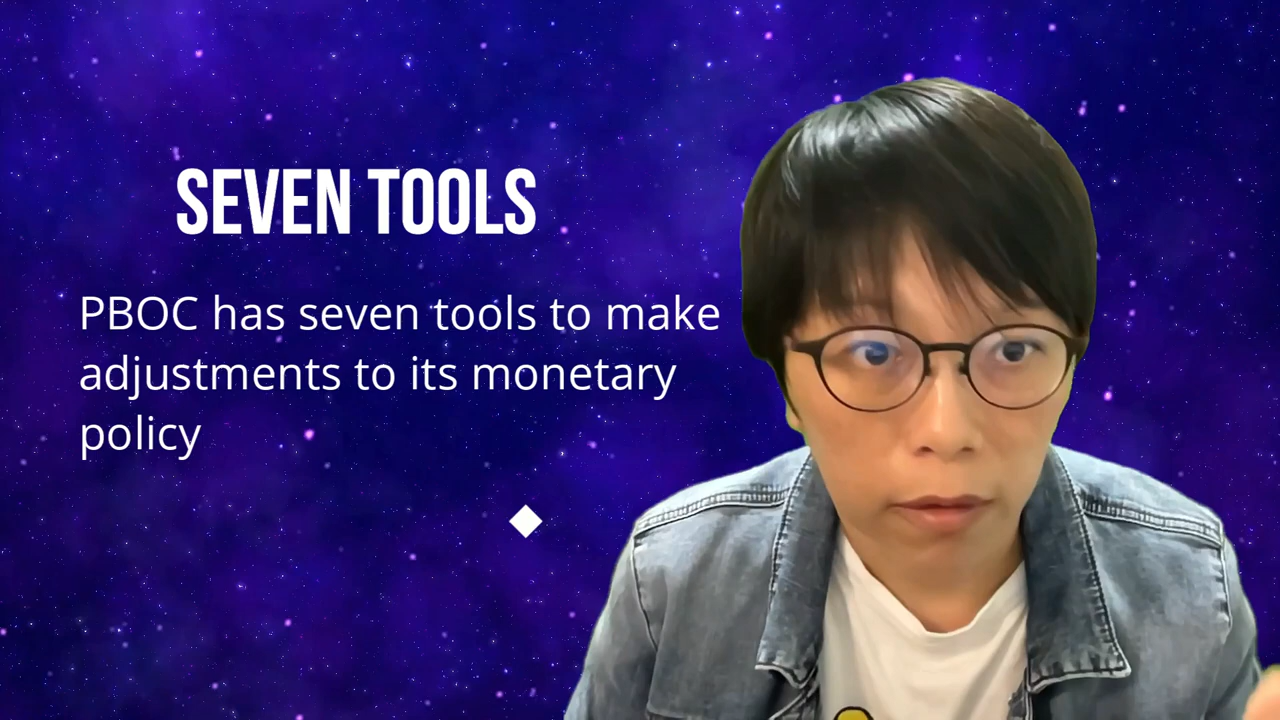 SEVEN TOOLS
PBOC has seven tools to make
adjustments to its monetary
policy